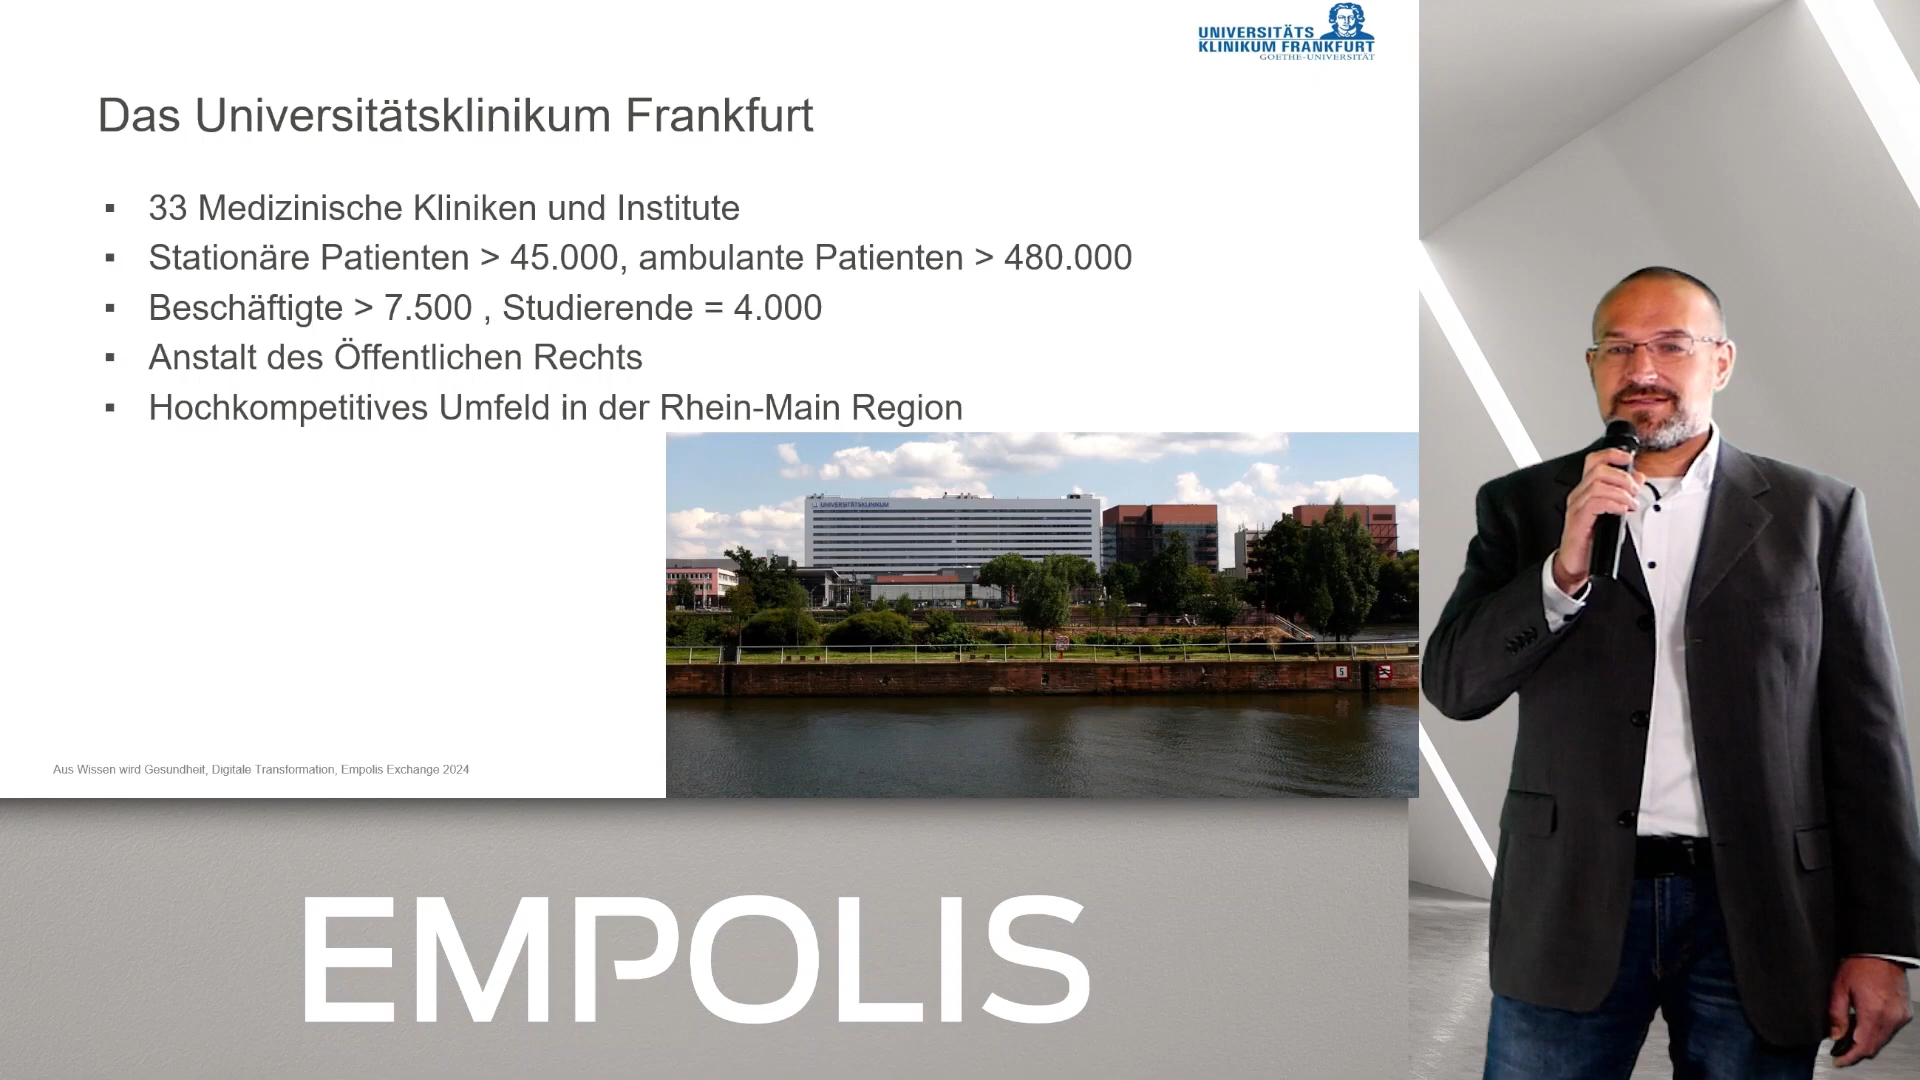 UNIVERSITÄTS
KLINIKUM FRANKFURT
GOETHE-UNIVERSITÄT
Das Universitätsklinikum Frankfurt
▪ 33 Medizinische Kliniken und Institute
▪ Stationäre Patienten > 45.000, ambulante Patienten > 480.000
▪ Beschäftigte > 7.500 , Studierende = 4.000
▪ Anstalt des Öffentlichen Rechts
▪ Hochkompetitives Umfeld in der Rhein-Main Region
UNIVERSITÄTSKLINIKUM
5
Aus Wissen wird Gesundheit, Digitale Transformation, Empolis Exchange 2024
EMPOLIS